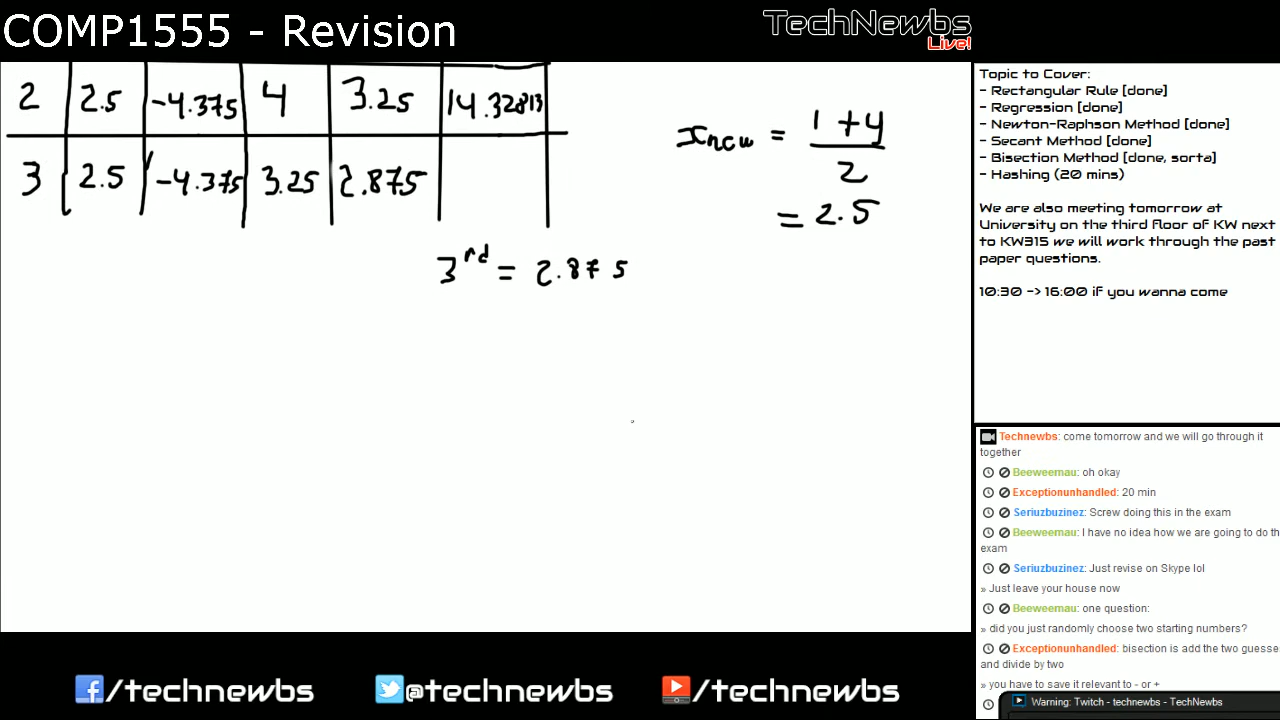 COMP1555 - Revision
TechNewbs
Live!
2 2.5 -4.375 4 3.25 14.32813
3 2.5 -4.375 3.25 2.875
3rd = 2.875
xnew = 1 + 4
2
= 2.5
Topic to Cover:
- Rectangular Rule [done]
- Regression [done]
- Newton-Raphson Method [done]
- Secant Method [done]
- Bisection Method [done, sorta]
- Hashing (20 mins)
We are also meeting tomorrow at
University on the third floor of KW next
to KW315 we will work through the past
paper questions.
10:30 -> 16:00 if you wanna come
Technewbs: come tomorrow and we will go through it
together
Beeweemau: oh okay
Exceptionunhandled: 20 min
Seriuzbuzinez: Screw doing this in the exam
Beeweemau: I have no idea how we are going to do th
exam
Seriuzbuzinez: Just revise on Skype lol
» Just leave your house now
Beeweemau: one question:
» did you just randomly choose two starting numbers?
Exceptionunhandled: bisection is add the two guesse
and divide by two
» you have to save it relevant to - or +
Warning: Twitch - technewbs - TechNewbs
/technewbs @technewbs /technewbs